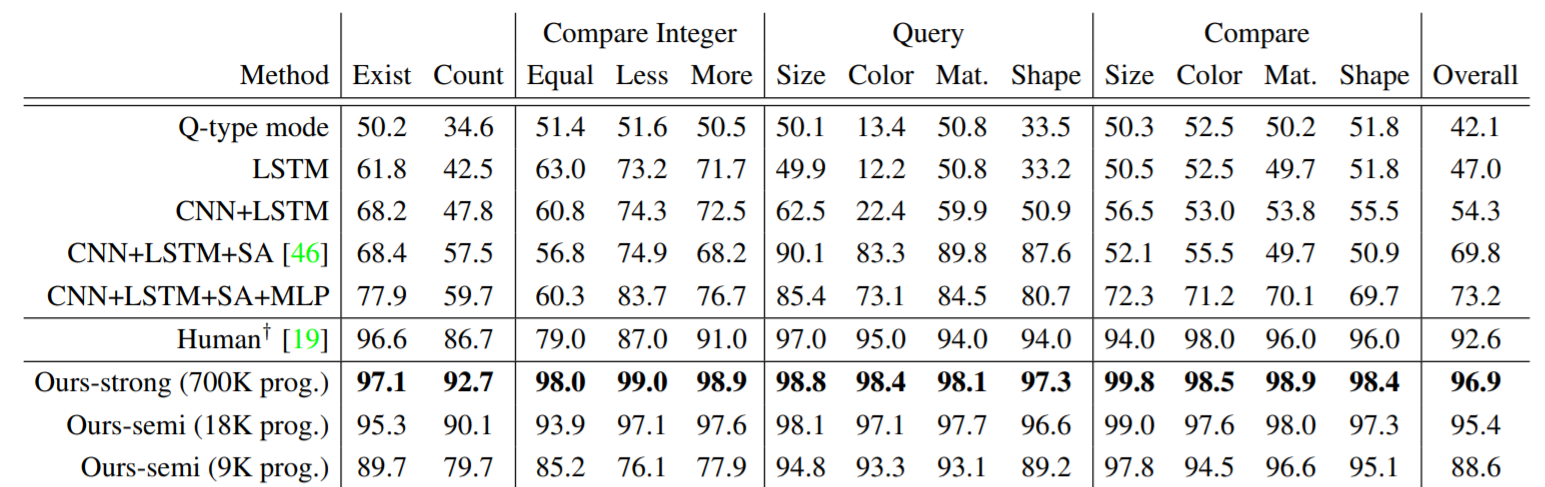 Compare Integer Query Compare
Method Exist Count Equal Less More Size Color Mat. Shape Size Color Mat. Shape Overall
Q-type mode 50.2 34.6 51.4 51.6 50.5 50.1 13.4 50.8 33.5 50.3 52.5 50.2 51.8 42.1
LSTM 61.8 42.5 63.0 73.2 71.7 49.9 12.2 50.8 33.2 50.5 52.5 49.7 51.8 47.0
CNN+LSTM 68.2 47.8 60.8 74.3 72.5 62.5 22.4 59.9 50.9 56.5 53.0 53.8 55.5 54.3
CNN+LSTM+SA [46] 68.4 57.5 56.8 74.9 68.2 90.1 83.3 89.8 87.6 52.1 55.5 49.7 50.9 69.8
CNN+LSTM+SA+MLP 77.9 59.7 60.3 83.7 76.7 85.4 73.1 84.5 80.7 72.3 71.2 70.1 69.7 73.2
Human† [19] 96.6 86.7 79.0 87.0 91.0 97.0 95.0 94.0 94.0 94.0 98.0 96.0 96.0 92.6
Ours-strong (700K prog.) 97.1 92.7 98.0 99.0 98.9 98.8 98.4 98.1 97.3 99.8 98.5 98.9 98.4 96.9
Ours-semi (18K prog.) 95.3 90.1 93.9 97.1 97.6 98.1 97.1 97.7 96.6 99.0 97.6 98.0 97.3 95.4
Ours-semi (9K prog.) 89.7 79.7 85.2 76.1 77.9 94.8 93.3 93.1 89.2 97.8 94.5 96.6 95.1 88.6